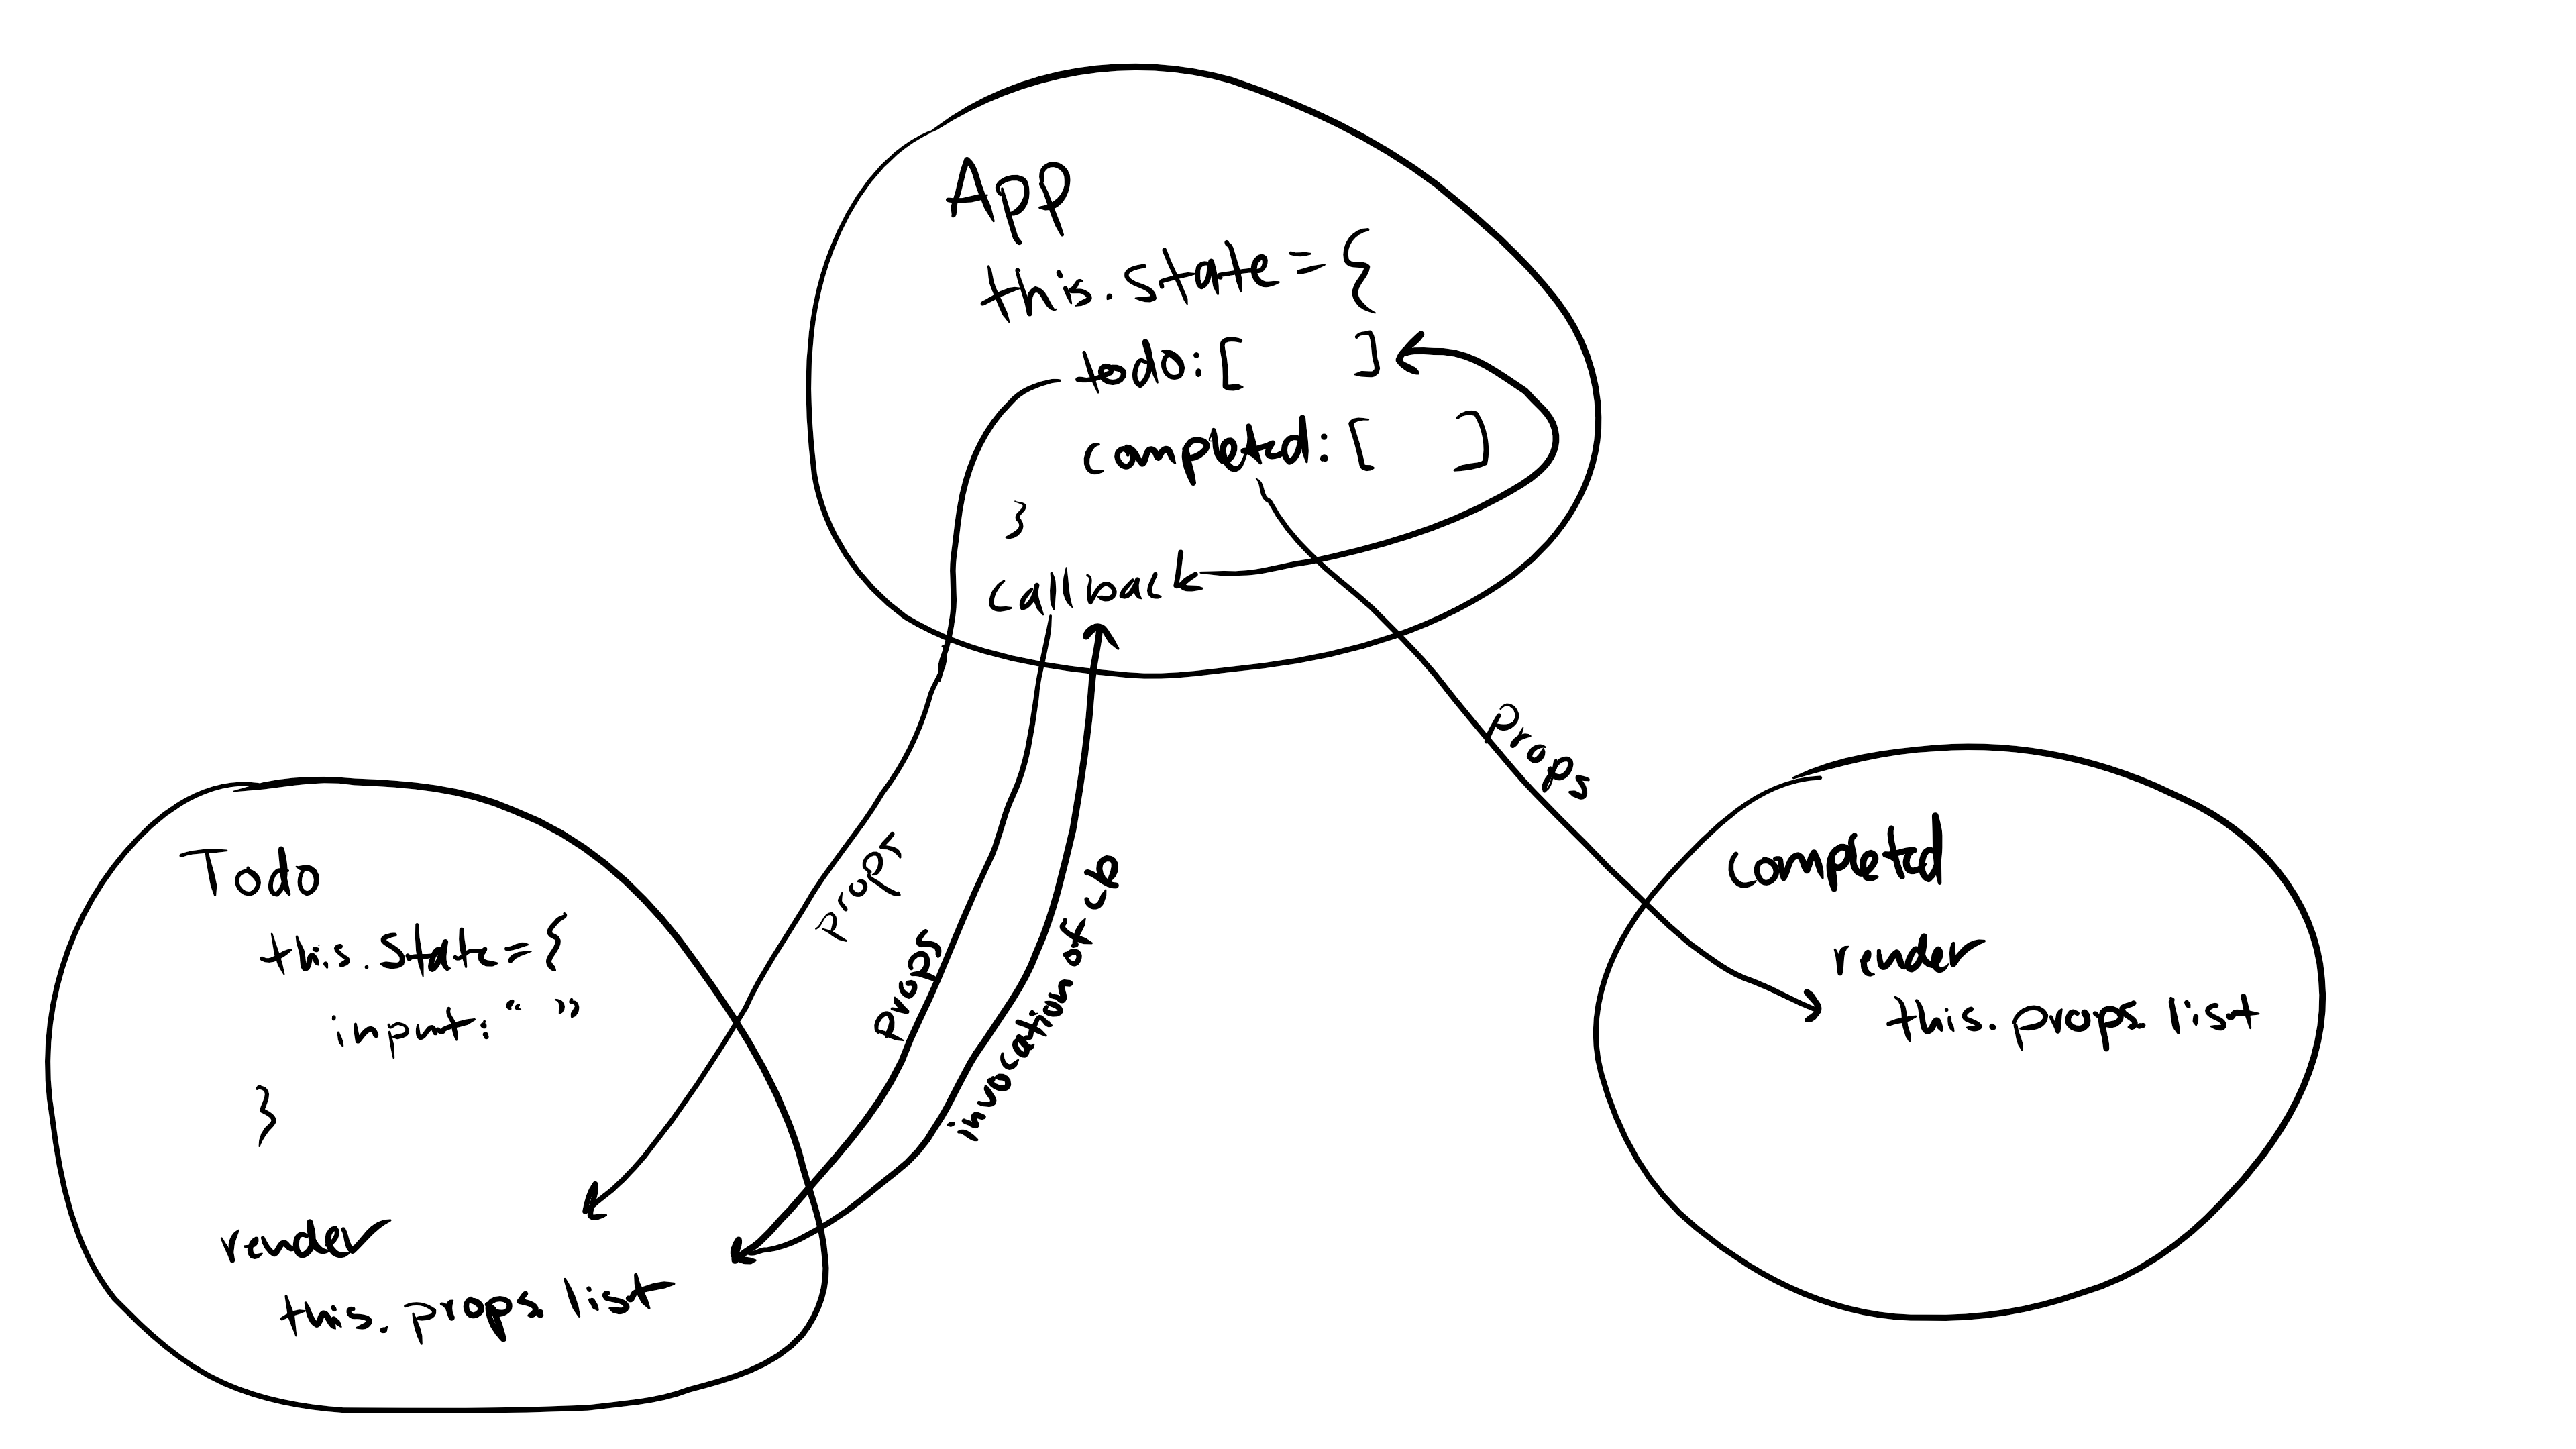 App
this.state = {
todo: [ ]
completed: [ ]
}
callback
props
props
props
invocation of cb
Todo
this.state = {
input: “ ”
}
render
this.props.list
completed
render
this.props.list